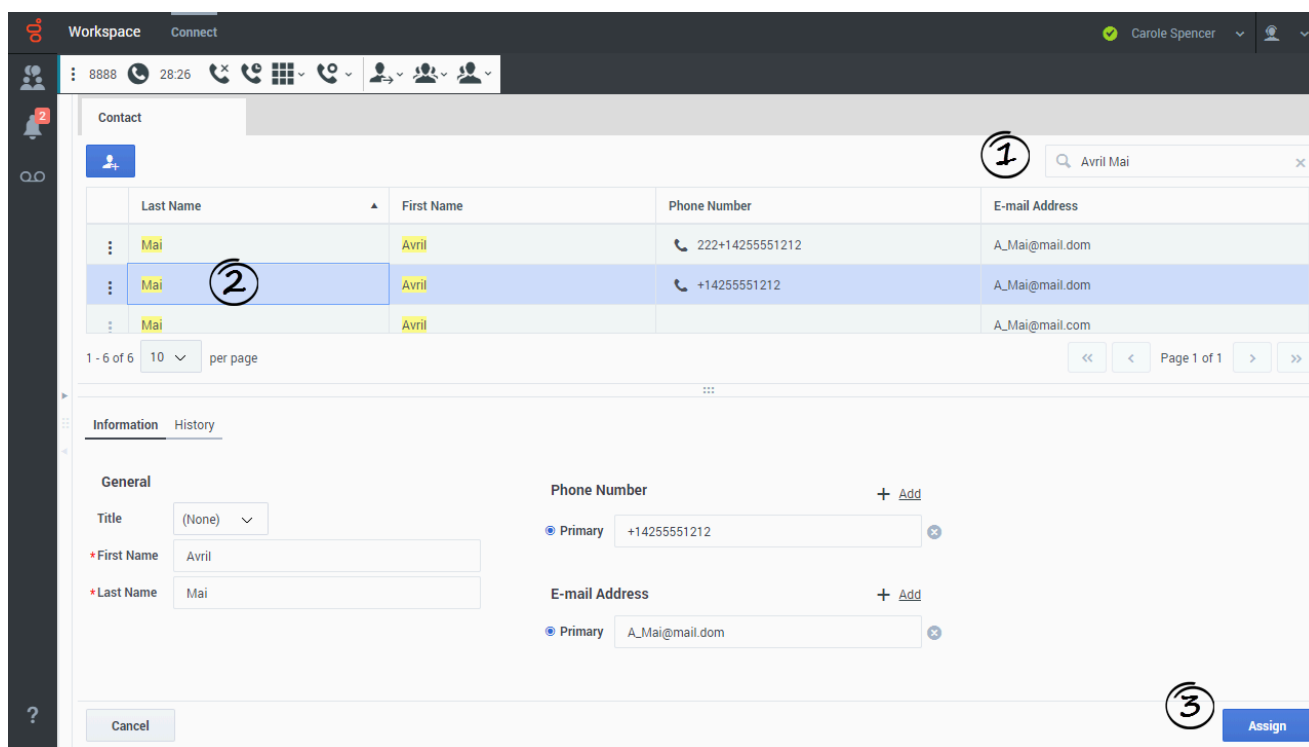 Workspace Connect Carole Spencer
8888 28:26
2
Contact
1 Avril Mai
Last Name First Name Phone Number E-mail Address
Mai Avril 222+14255551212 A_Mai@mail.dom
Mai 2 Avril +14255551212 A_Mai@mail.dom
Mai Avril A_Mai@mail.com
1 - 6 of 6 10 per page Page 1 of 1
Information History
General
Title (None)
*First Name Avril
*Last Name Mai
Phone Number + Add
Primary +14255551212
E-mail Address + Add
Primary A_Mai@mail.dom
?
Cancel 3 Assign